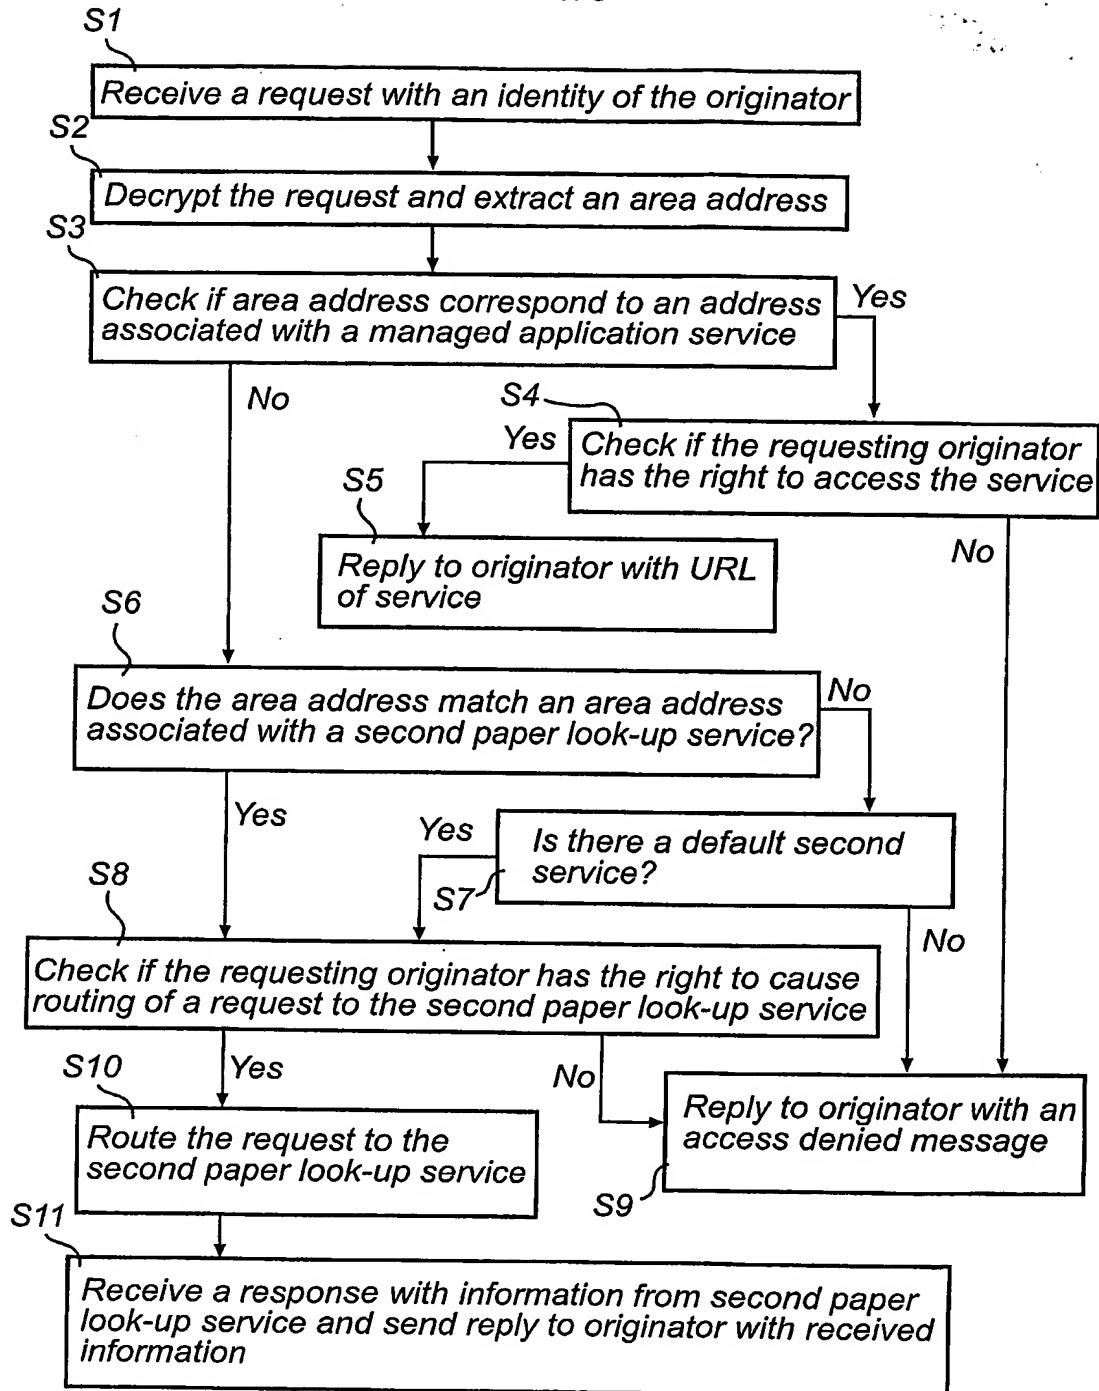 S1
Receive a request with an identity of the originator
S2
Decrypt the request and extract an area address
S3
Check if area address correspond to an address
associated with a managed application service
Yes
No
S4
Yes
Check if the requesting originator
has the right to access the service
S5
No
Reply to originator with URL
of service
S6
Does the area address match an area address
associated with a second paper look-up service?
No
Yes
Yes
Is there a default second
service?
S7
S8
No
Check if the requesting originator has the right to cause
routing of a request to the second paper look-up service
S10
Yes
No
Reply to originator with an
access denied message
S9
Route the request to the
second paper look-up service
S11
Receive a response with information from second paper
look-up service and send reply to originator with received
information